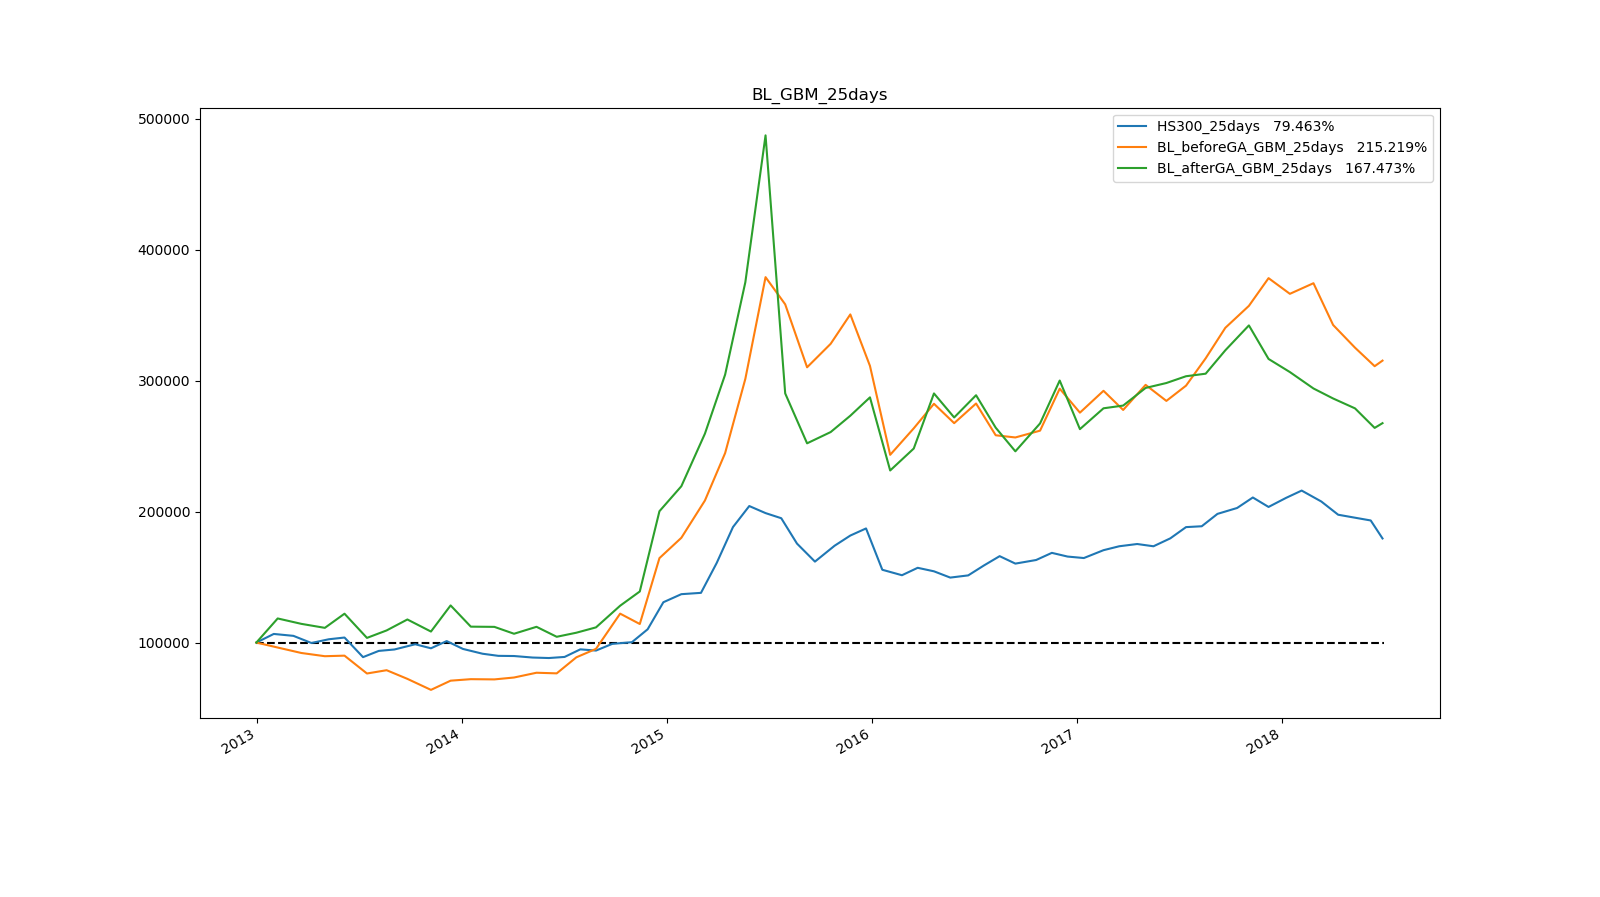 BL_GBM_25days
HS300_25days 79.463%
BL_beforeGA_GBM_25days 215.219%
BL_afterGA_GBM_25days 167.473%
500000
400000
300000
200000
100000
2013
2014
2015
2016
2017
2018